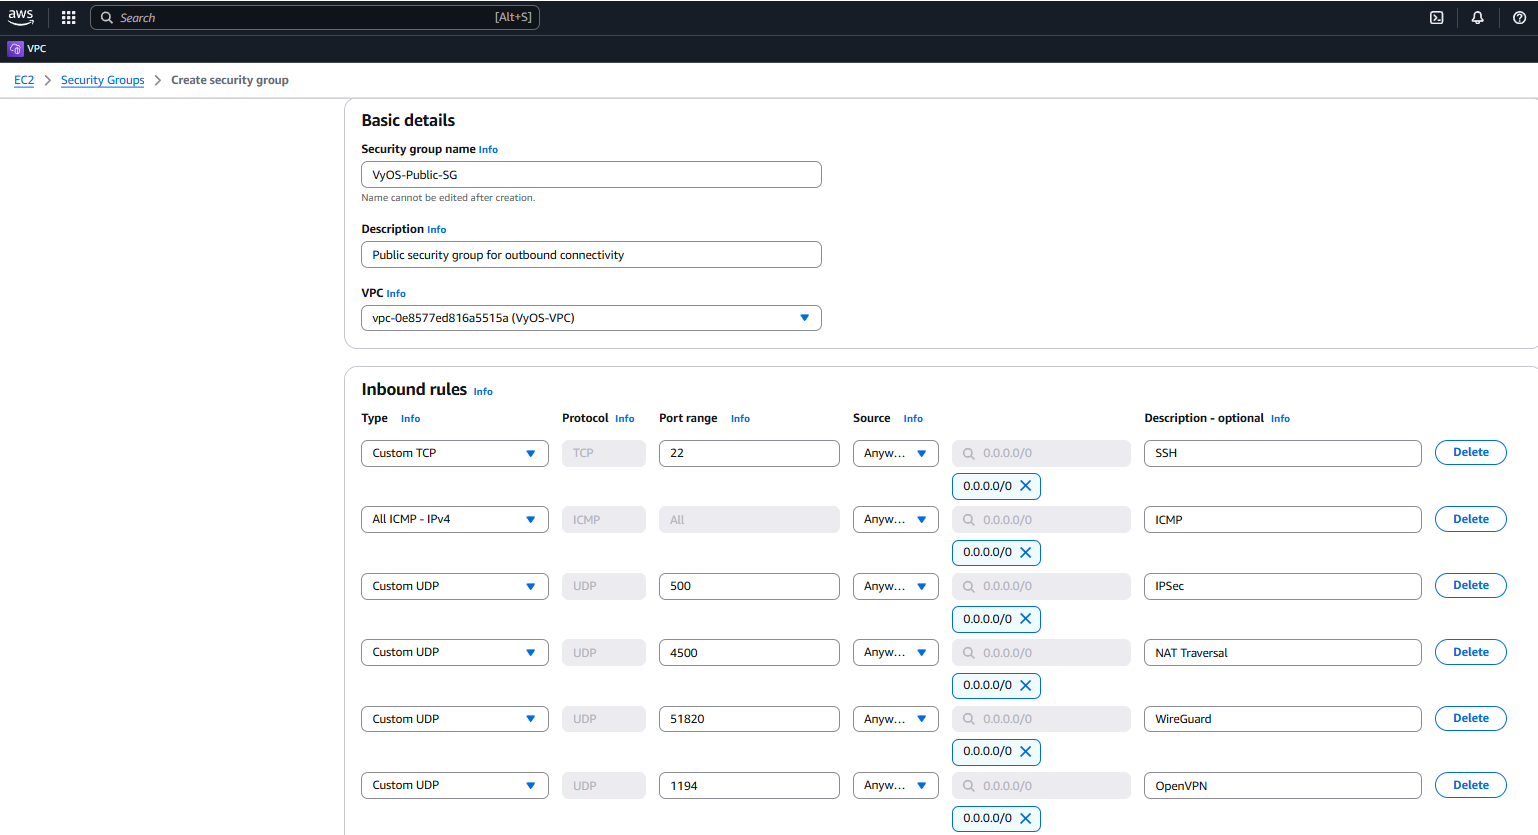 aws
Search [Alt+S]
VPC
EC2 Security Groups Create security group
Basic details
Security group name Info
VyOS-Public-SG
Name cannot be edited after creation.
Description Info
Public security group for outbound connectivity
VPC Info
vpc-0e8577ed816a5515a (VyOS-VPC)
Inbound rules Info
Type Info Protocol Info Port range Info Source Info Description - optional Info
Custom TCP TCP 22 Anyw... 0.0.0.0/0 SSH Delete
0.0.0.0/0
All ICMP - IPv4 ICMP All Anyw... 0.0.0.0/0 ICMP Delete
0.0.0.0/0
Custom UDP UDP 500 Anyw... 0.0.0.0/0 IPSec Delete
0.0.0.0/0
Custom UDP UDP 4500 Anyw... 0.0.0.0/0 NAT Traversal Delete
0.0.0.0/0
Custom UDP UDP 51820 Anyw... 0.0.0.0/0 WireGuard Delete
0.0.0.0/0
Custom UDP UDP 1194 Anyw... 0.0.0.0/0 OpenVPN Delete
0.0.0.0/0